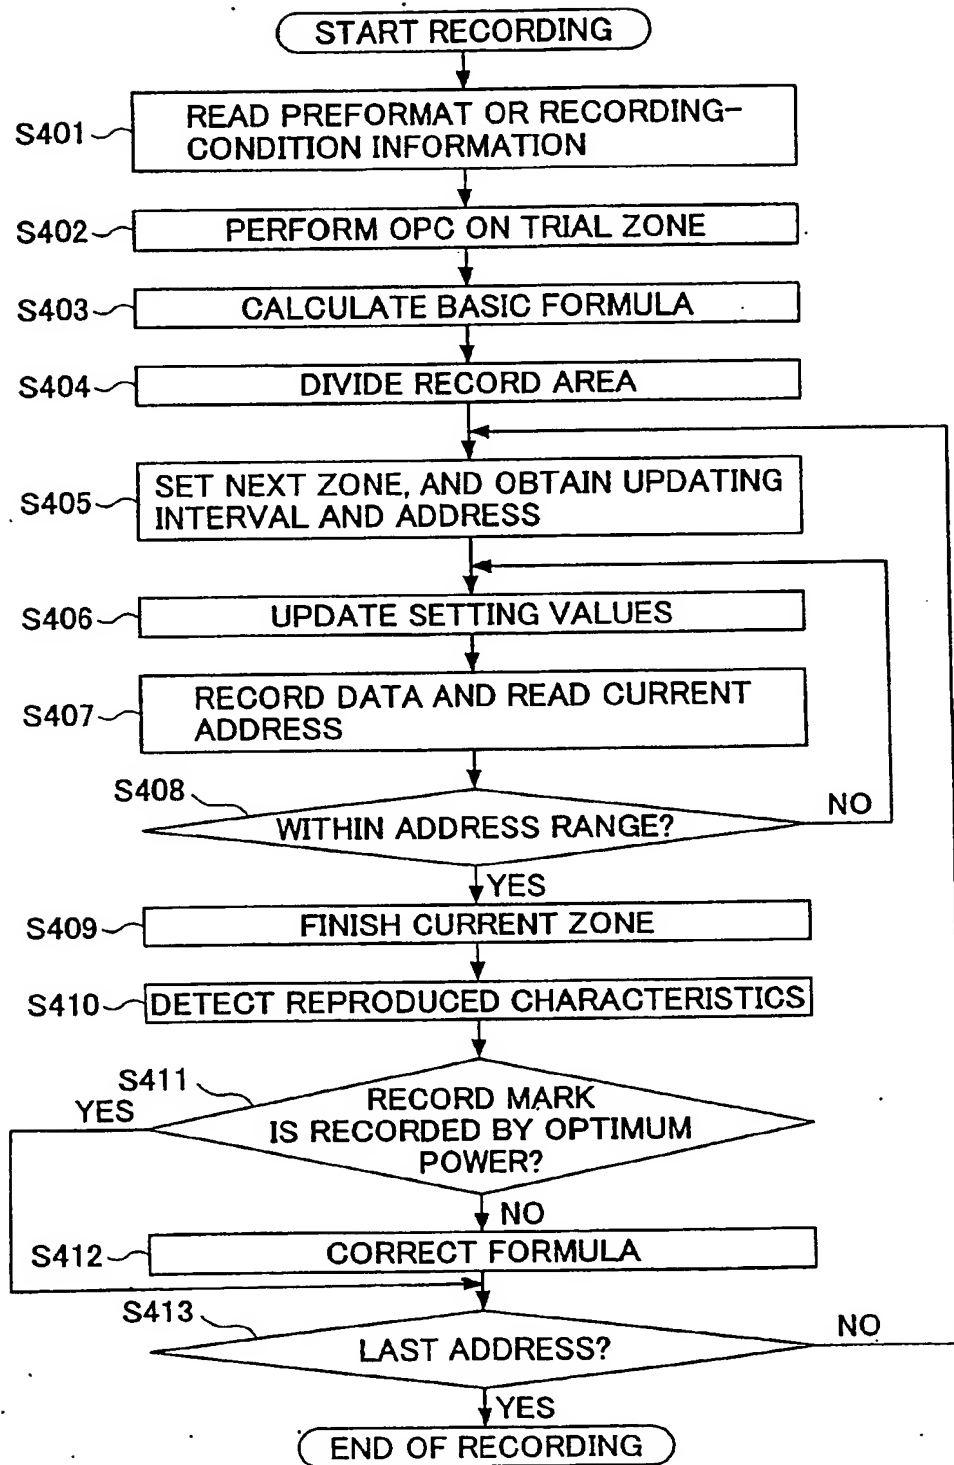 START RECORDING
S401
READ PREFORMAT OR RECORDING-
CONDITION INFORMATION
S402
PERFORM OPC ON TRIAL ZONE
S403
CALCULATE BASIC FORMULA
S404
DIVIDE RECORD AREA
S405
SET NEXT ZONE, AND OBTAIN UPDATING
INTERVAL AND ADDRESS
S406
UPDATE SETTING VALUES
S407
RECORD DATA AND READ CURRENT
ADDRESS
S408
WITHIN ADDRESS RANGE?
NO
YES
S409
FINISH CURRENT ZONE
S410
DETECT REPRODUCED CHARACTERISTICS
S411
YES
RECORD MARK
IS RECORDED BY OPTIMUM
POWER?
NO
S412
CORRECT FORMULA
S413
LAST ADDRESS?
NO
YES
END OF RECORDING